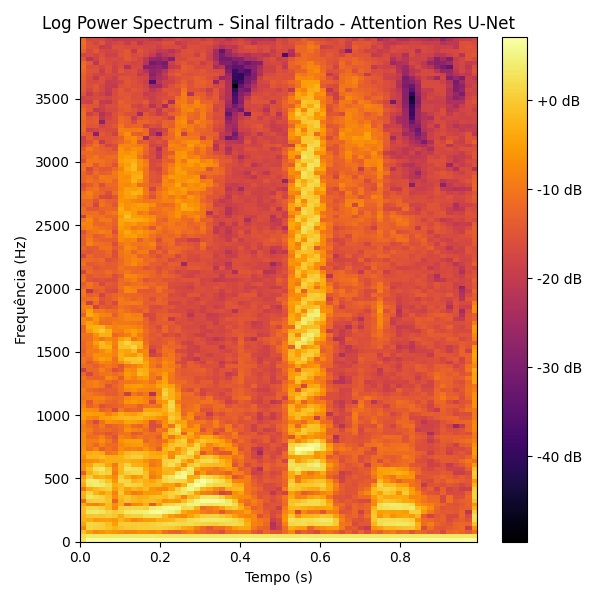 Log Power Spectrum - Sinal filtrado - Attention Res U-Net
3500
3000
2500
2000
1500
1000
500
0
Frequência (Hz)
0.0 0.2 0.4 0.6 0.8
Tempo (s)
+0 dB
-10 dB
-20 dB
-30 dB
-40 dB